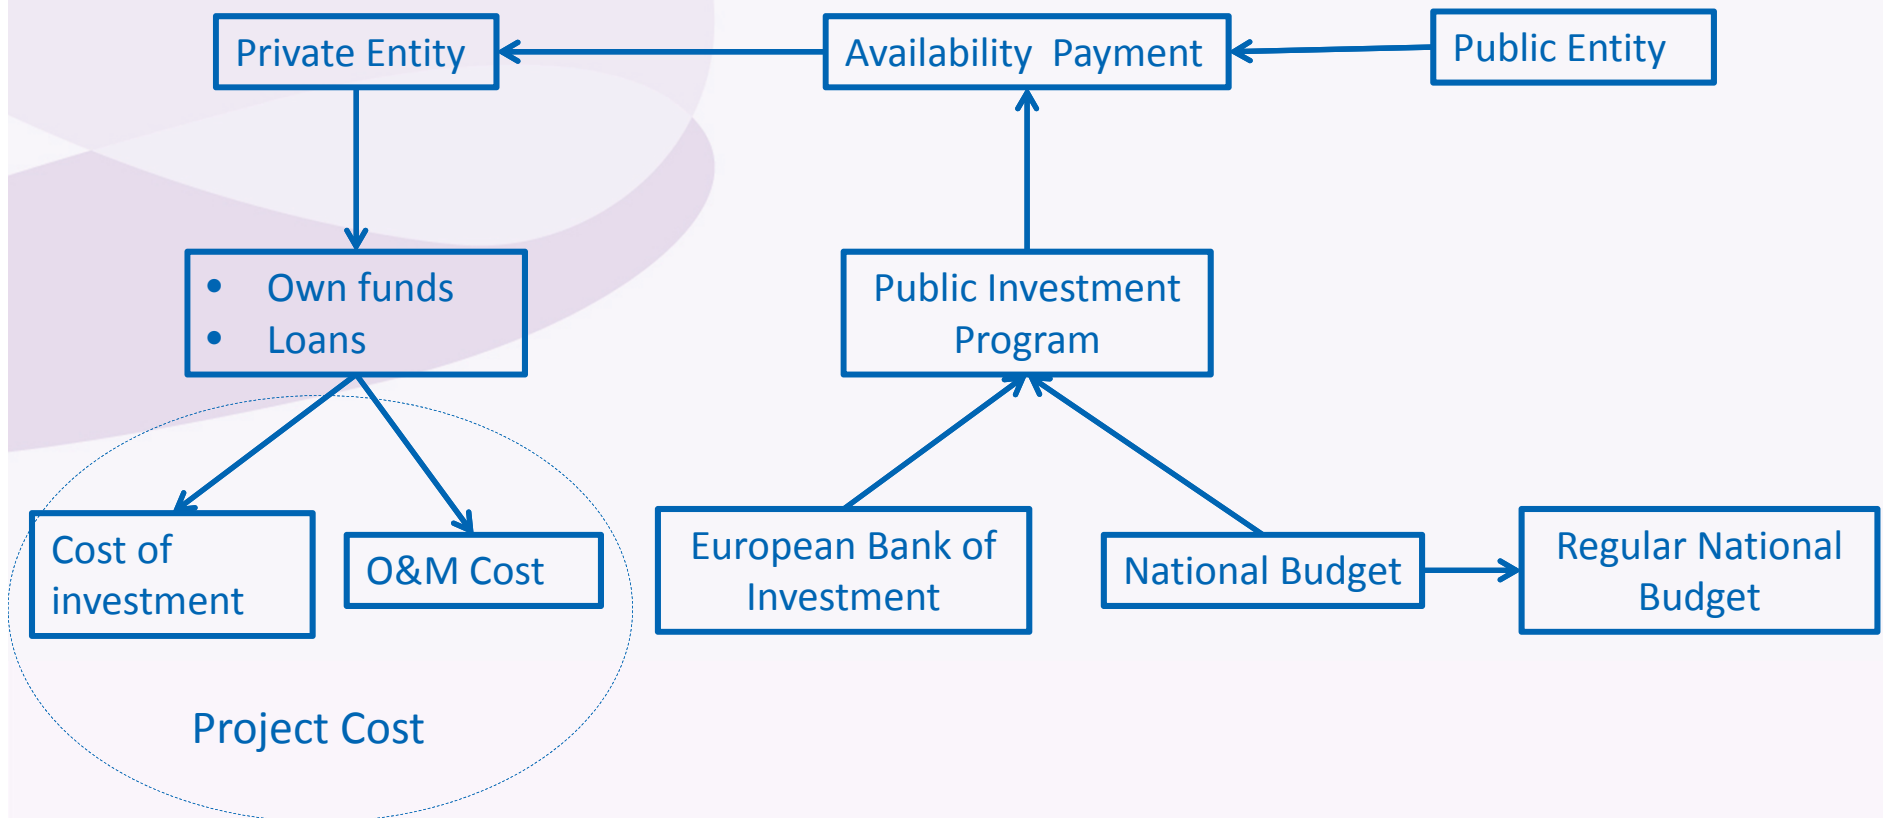 Private Entity
Availability Payment
Public Entity
• Own funds
• Loans
Public Investment
Program
Cost of
investment
O&M Cost
European Bank of
Investment
National Budget
Regular National
Budget
Project Cost